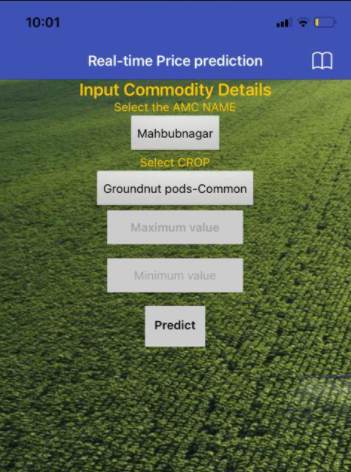 10:01
Real-time Price prediction
Input Commodity Details
Select the AMC NAME
Mahbubnagar
Select CROP
Groundnut pods-Common
Maximum value
Minimum value
Predict